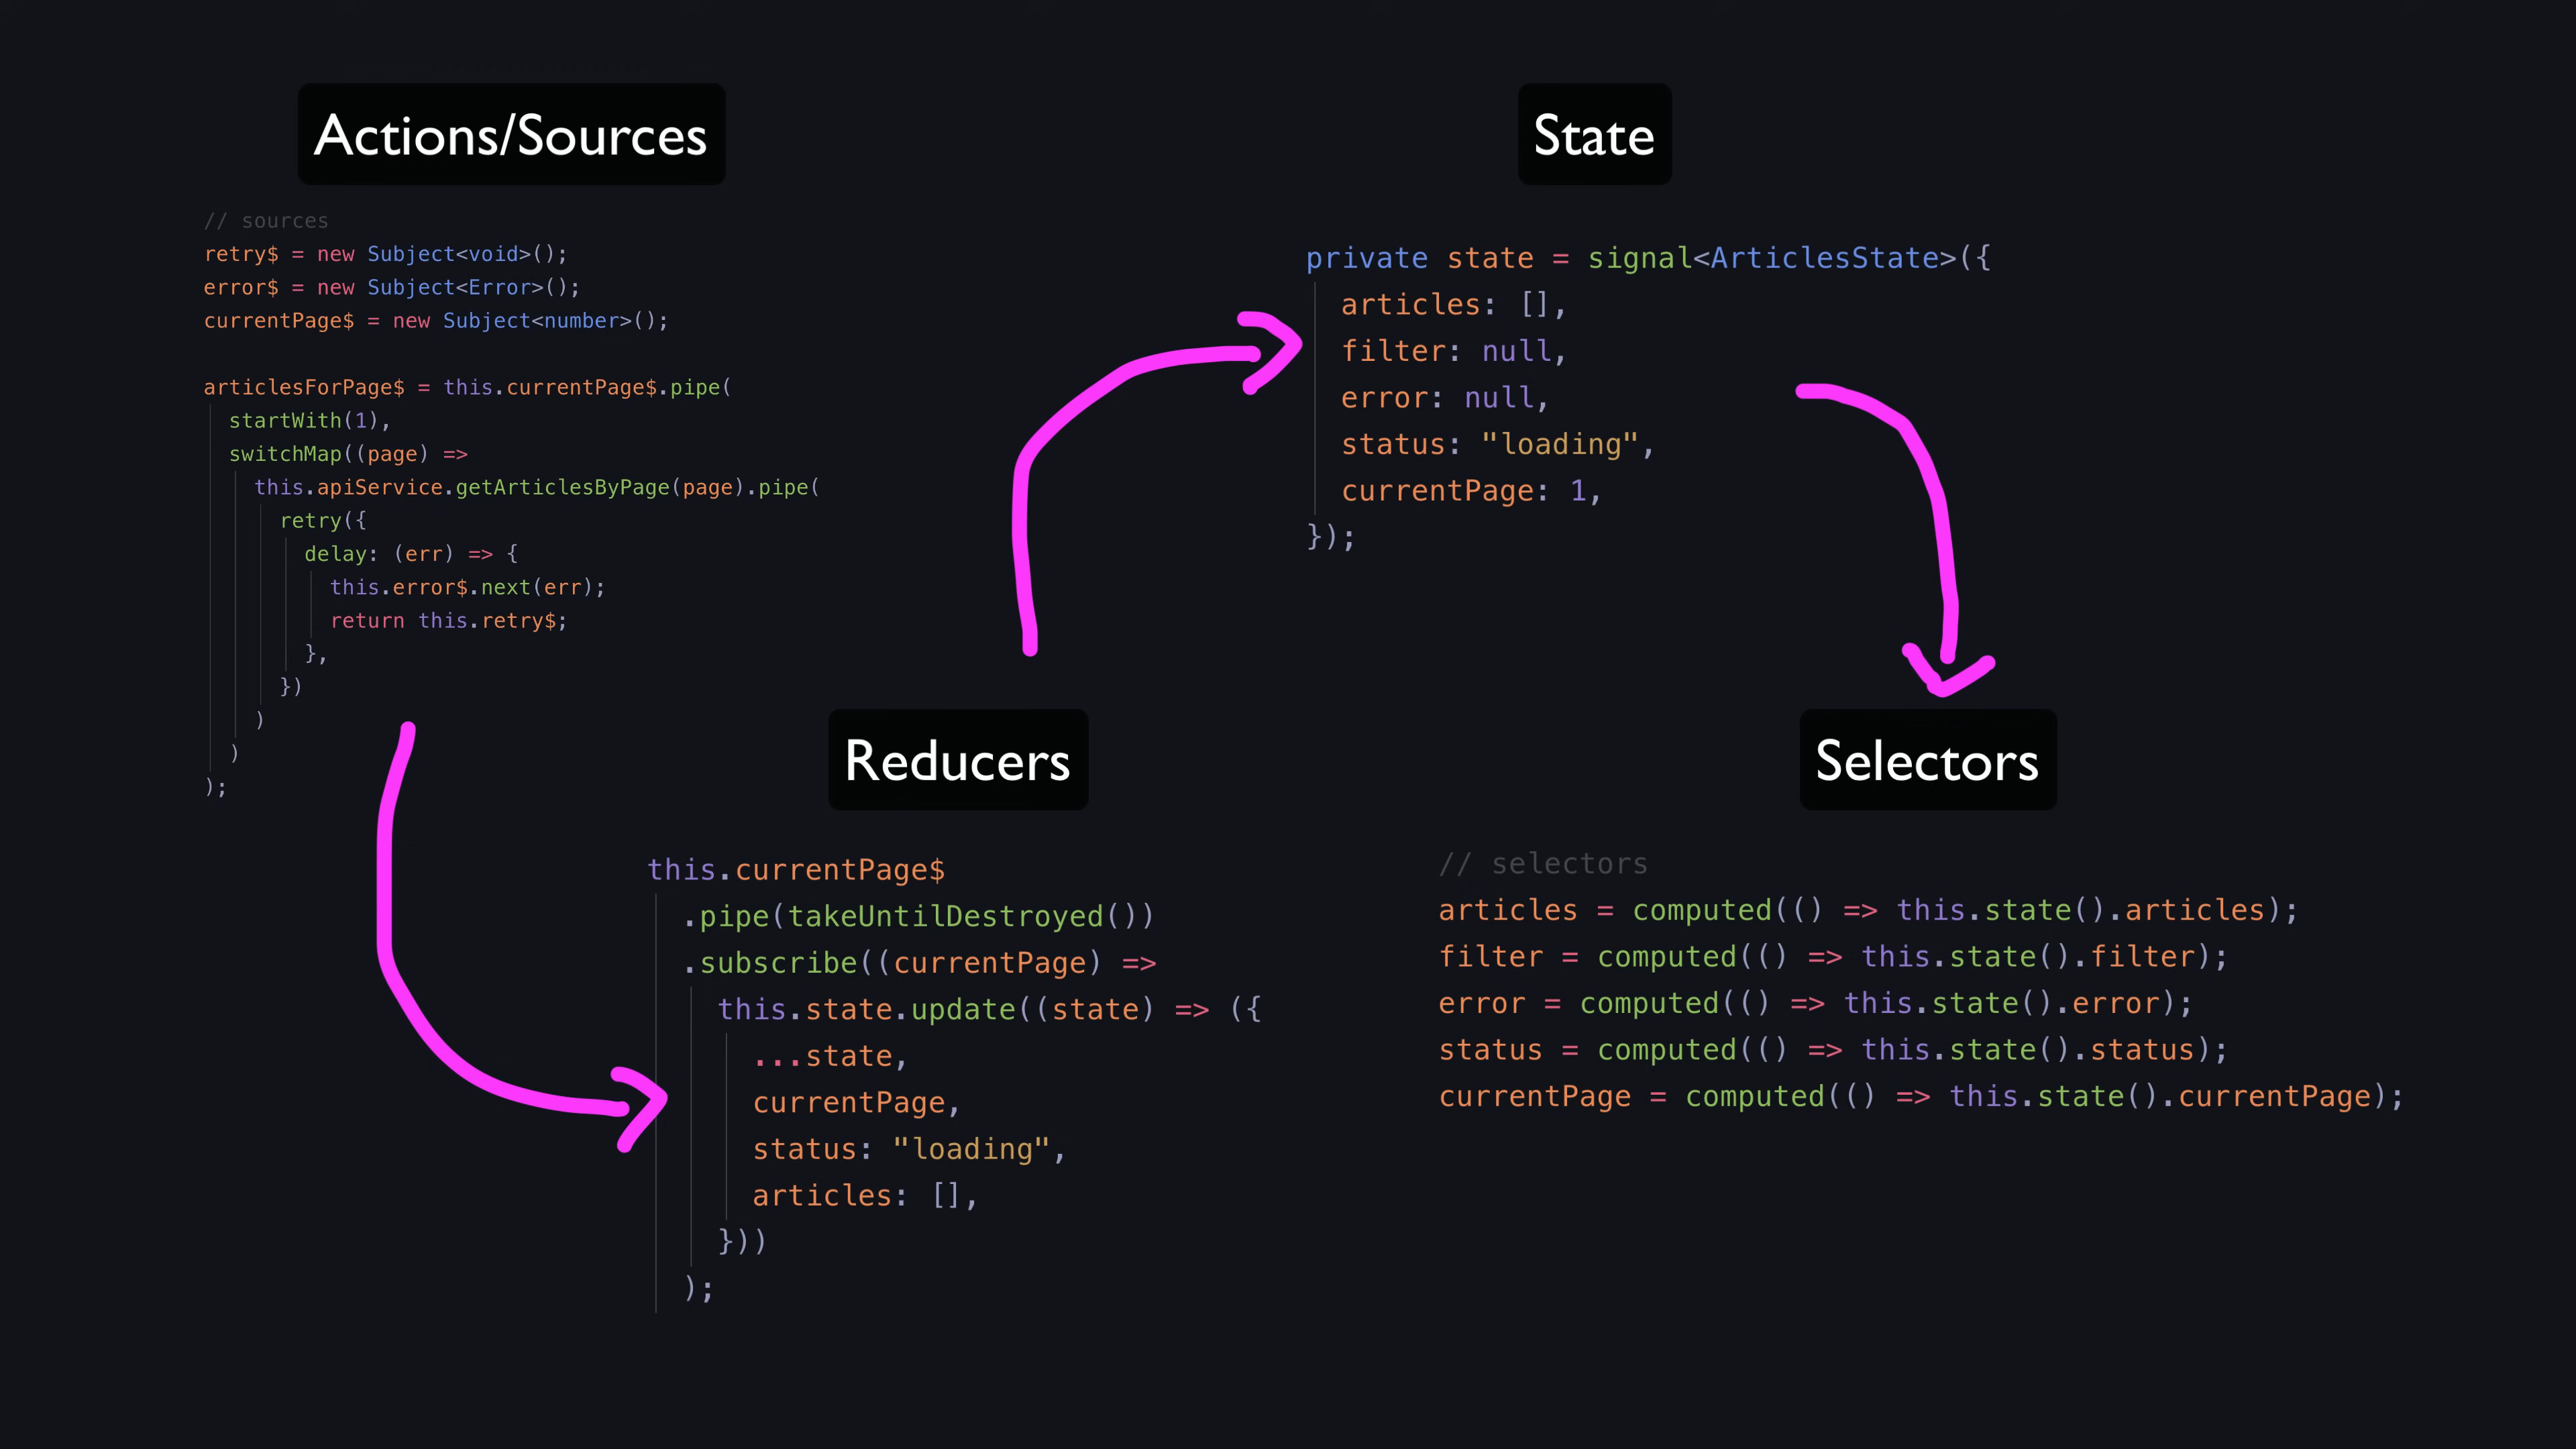 Actions/Sources
// sources
retry$ = new Subject<void>();
error$ = new Subject<Error>();
currentPage$ = new Subject<number>();
articlesForPage$ = this.currentPage$.pipe(
startWith(1),
switchMap((page) =>
this.apiService.getArticlesByPage(page).pipe(
retry({
delay: (err) => {
this.error$.next(err);
return this.retry$;
},
})
)
)
);
Reducers
this.currentPage$
.pipe(takeUntilDestroyed())
.subscribe((currentPage) =>
this.state.update((state) => ({
...state,
currentPage,
status: "loading",
articles: [],
}))
);
State
private state = signal<ArticlesState>({
articles: [],
filter: null,
error: null,
status: "loading",
currentPage: 1,
});
Selectors
// selectors
articles = computed(() => this.state().articles);
filter = computed(() => this.state().filter);
error = computed(() => this.state().error);
status = computed(() => this.state().status);
currentPage = computed(() => this.state().currentPage);